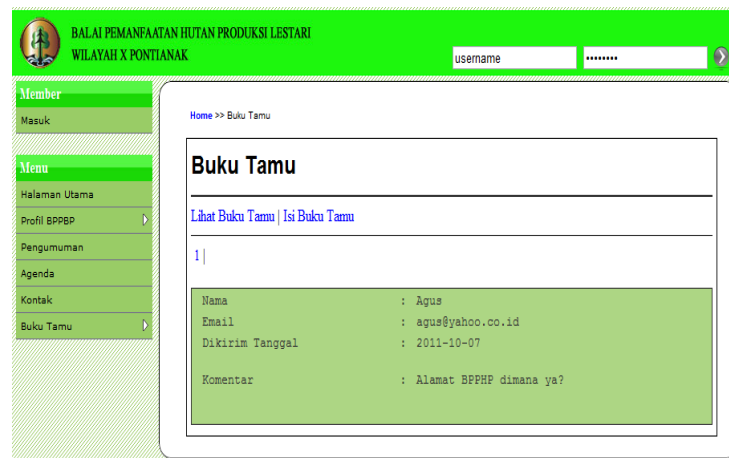 BALAI PEMANFAATAN HUTAN PRODUKSI LESTARI
WILAYAH X PONTIANAK
username ••••••••
Member
Masuk
Menu
Halaman Utama
Profil BPPBP
Pengumuman
Agenda
Kontak
Buku Tamu
Home >> Buku Tamu
Buku Tamu
Lihat Buku Tamu | Isi Buku Tamu
1 |
Nama : Agus
Email : agus@yahoo.co.id
Dikirim Tanggal : 2011-10-07
Komentar : Alamat BPPHP dimana ya?